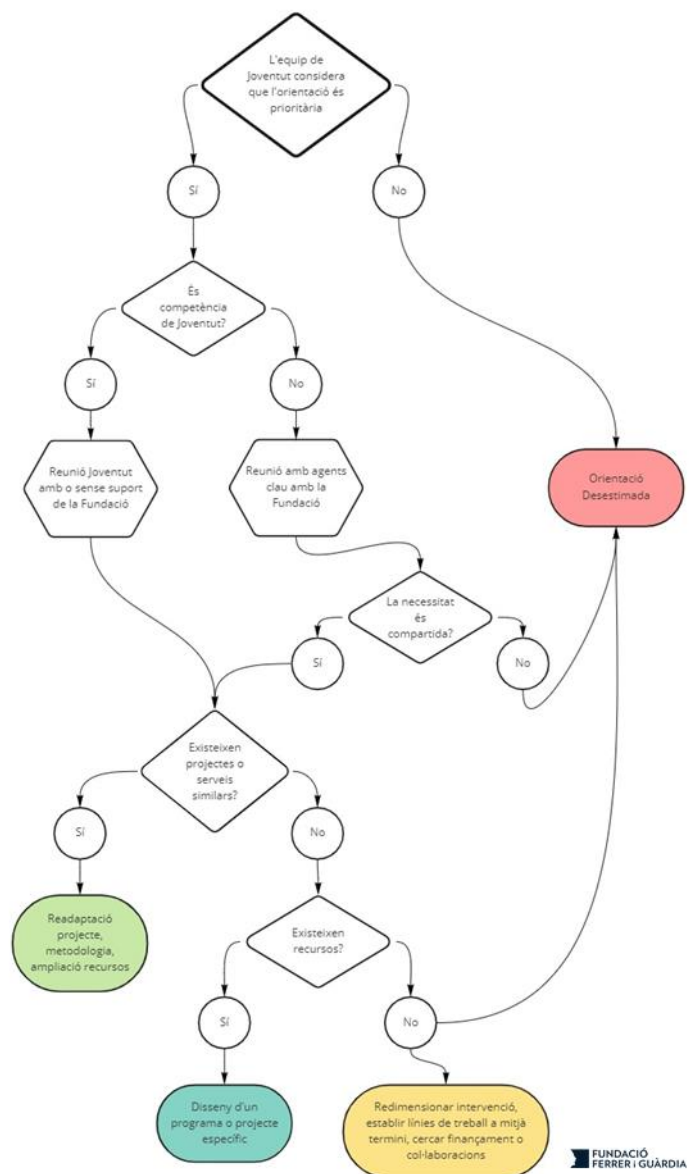 L'equip de
Joventut considera
que l'orientació és
prioritària
Sí
No
És
competència
de Joventut?
Sí
No
Reunió Joventut
amb o sense suport
de la Fundació
Reunió amb agents
clau amb la
Fundació
Orientació
Desestimada
La necessitat
és
compartida?
Sí
No
Existeixen
projectes o
serveis
similars?
Sí
No
Readaptació
projecte,
metodologia,
ampliació recursos
Existeixen
recursos?
Sí
No
Disseny d'un
programa o projecte
específic
Redimensionar intervenció,
establir línies de treball a mitjà
termini, cercar finançament o
col·laboracions
FUNDACIÓ
FERRER i GUÀRDIA